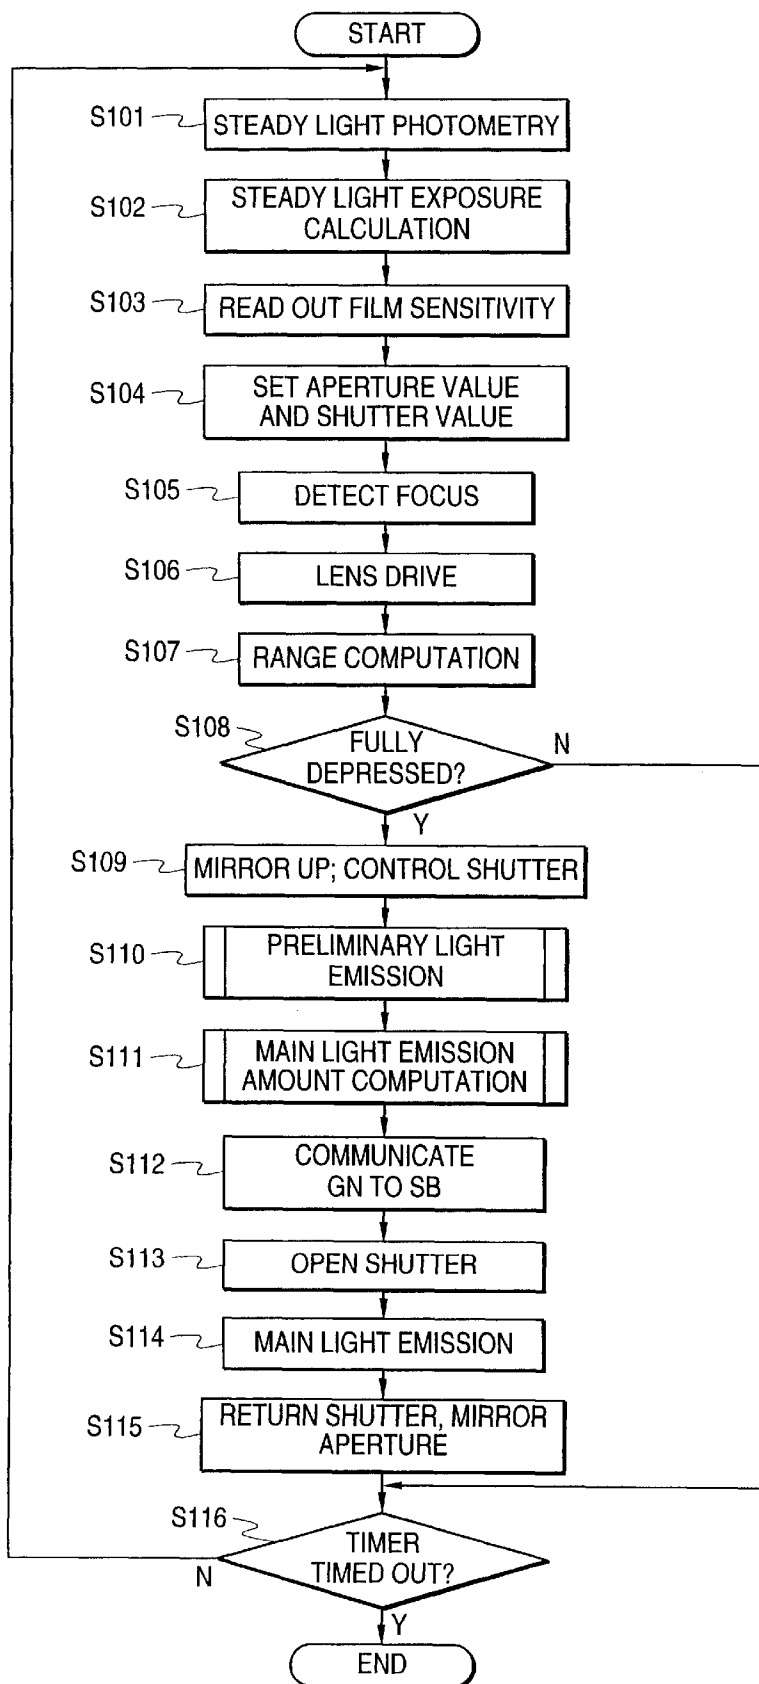 START
S101
STEADY LIGHT PHOTOMETRY
S102
STEADY LIGHT EXPOSURE
CALCULATION
S103
READ OUT FILM SENSITIVITY
S104
SET APERTURE VALUE
AND SHUTTER VALUE
S105
DETECT FOCUS
S106
LENS DRIVE
S107
RANGE COMPUTATION
S108
FULLY
DEPRESSED?
N
Y
S109
MIRROR UP; CONTROL SHUTTER
S110
PRELIMINARY LIGHT
EMISSION
S111
MAIN LIGHT EMISSION
AMOUNT COMPUTATION
S112
COMMUNICATE
GN TO SB
S113
OPEN SHUTTER
S114
MAIN LIGHT EMISSION
S115
RETURN SHUTTER, MIRROR
APERTURE
S116
TIMER
TIMED OUT?
N
Y
END